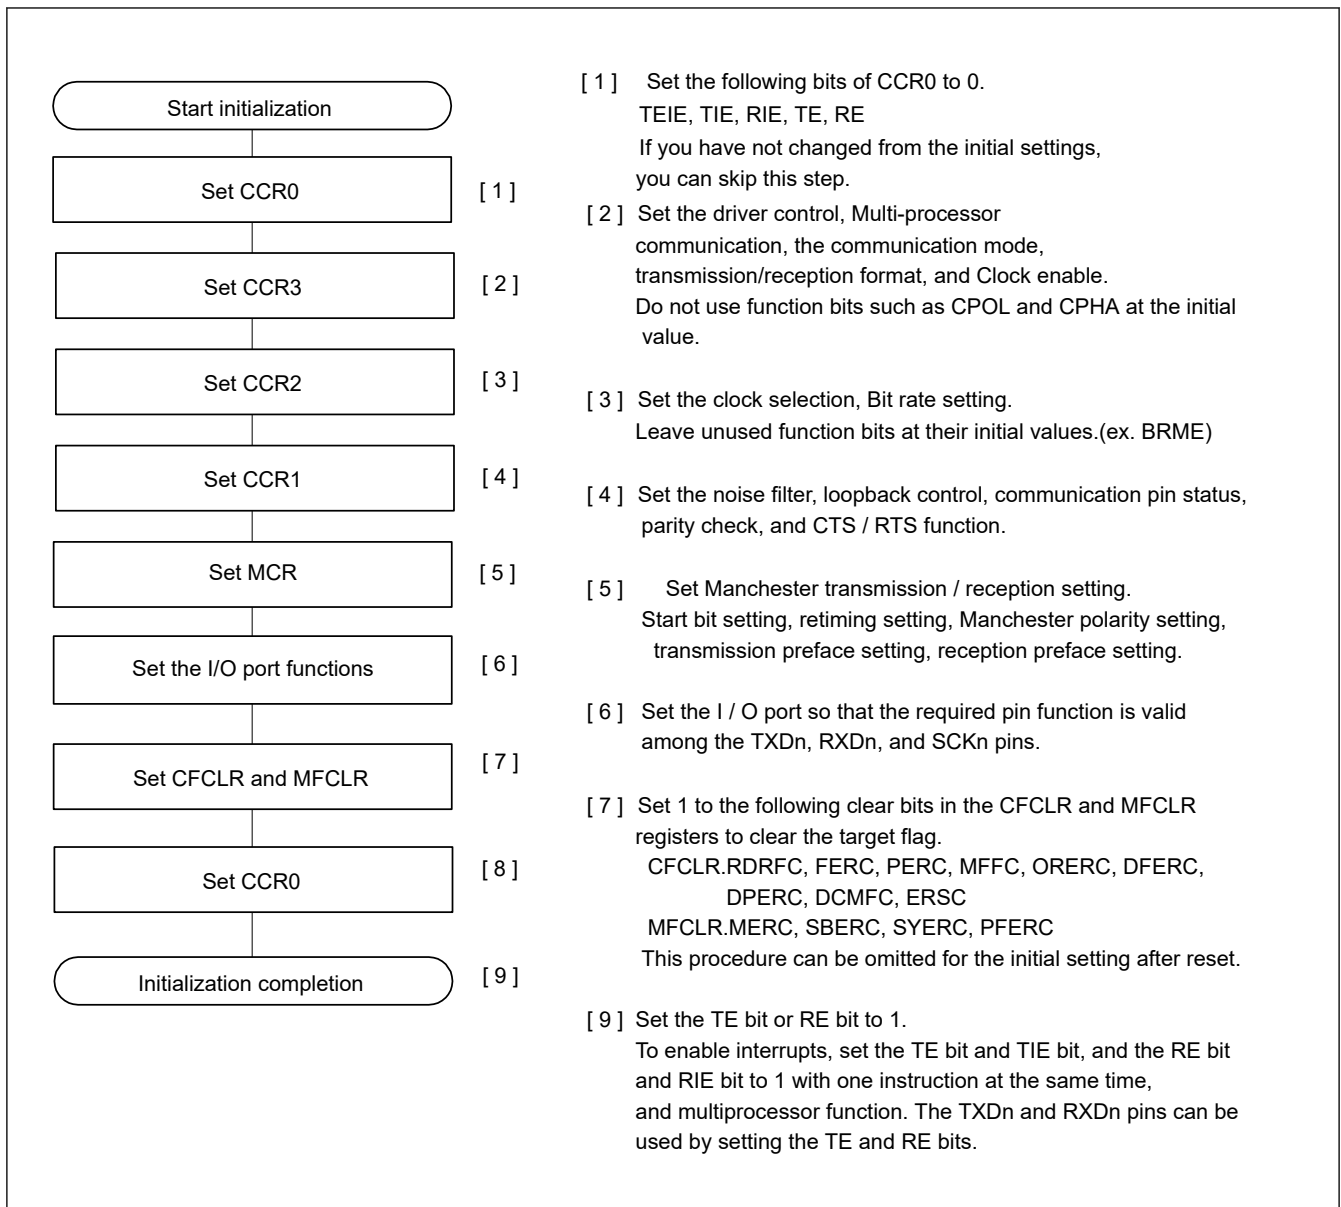 Start initialization
Set CCR0
[ 1 ]
Set CCR3
[ 2 ]
Set CCR2
[ 3 ]
Set CCR1
[ 4 ]
Set MCR
[ 5 ]
Set the I/O port functions
[ 6 ]
Set CFCLR and MFCLR
[ 7 ]
Set CCR0
[ 8 ]
Initialization completion
[ 9 ]
[ 1 ] Set the following bits of CCR0 to 0.
TEIE, TIE, RIE, TE, RE
If you have not changed from the initial settings,
you can skip this step.
[ 2 ] Set the driver control, Multi-processor
communication, the communication mode,
transmission/reception format, and Clock enable.
Do not use function bits such as CPOL and CPHA at the initial
value.
[ 3 ] Set the clock selection, Bit rate setting.
Leave unused function bits at their initial values.(ex. BRME)
[ 4 ] Set the noise filter, loopback control, communication pin status,
parity check, and CTS / RTS function.
[ 5 ] Set Manchester transmission / reception setting.
Start bit setting, retiming setting, Manchester polarity setting,
transmission preface setting, reception preface setting.
[ 6 ] Set the I / O port so that the required pin function is valid
among the TXDn, RXDn, and SCKn pins.
[ 7 ] Set 1 to the following clear bits in the CFCLR and MFCLR
registers to clear the target flag.
CFCLR.RDRFC, FERC, PERC, MFFC, ORERC, DFERC,
DPERC, DCMFC, ERSC
MFCLR.MERC, SBERC, SYERC, PFERC
This procedure can be omitted for the initial setting after reset.
[ 9 ] Set the TE bit or RE bit to 1.
To enable interrupts, set the TE bit and TIE bit, and the RE bit
and RIE bit to 1 with one instruction at the same time,
and multiprocessor function. The TXDn and RXDn pins can be
used by setting the TE and RE bits.